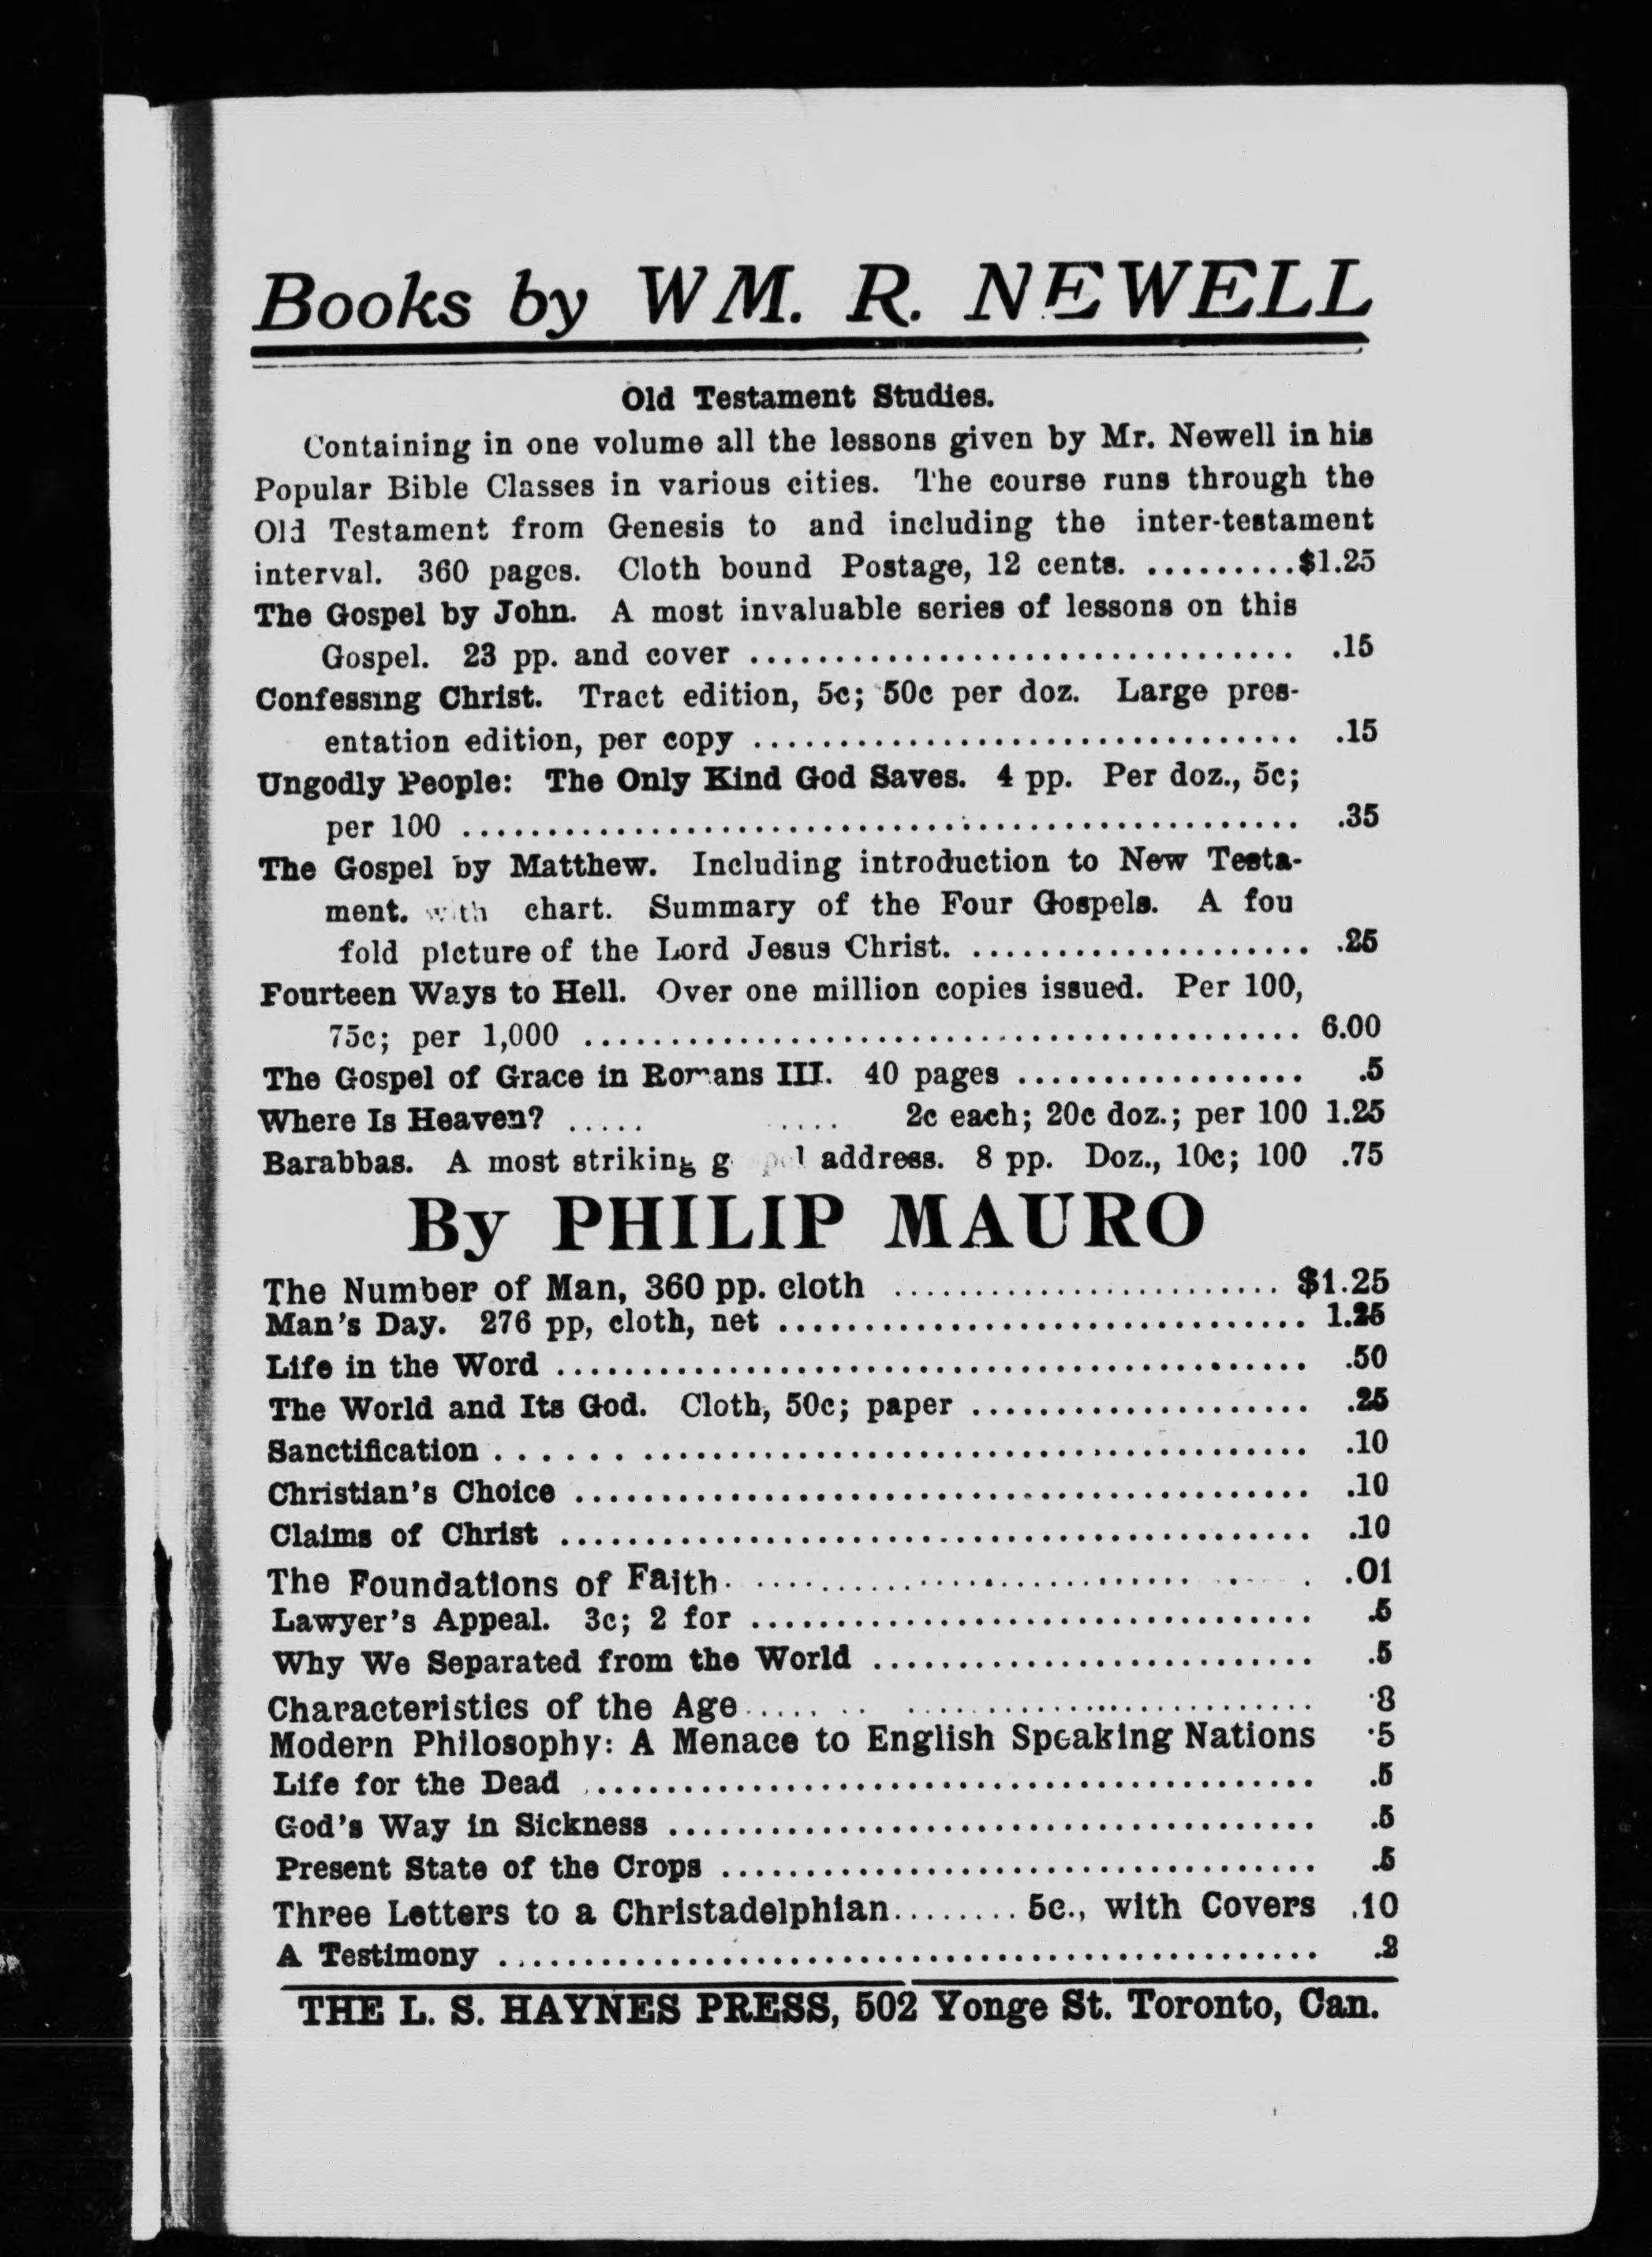 Books by WM. R. NEWELL
Old Testament Studies.
Containing in one volume all the lessons given by Mr. Newell in his
Popular Bible Classes in various cities. The course runs through the
Old Testament from Genesis to and including the inter-testament
interval. 360 pages. Cloth bound Postage, 12 cents. ..........$1.25
The Gospel by John. A most invaluable series of lessons on this
Gospel. 23 pp. and cover ................................ .15
Confessing Christ. Tract edition, 5c; 50c per doz. Large pres-
entation edition, per copy ................................ .15
Ungodly People: The Only Kind God Saves. 4 pp. Per doz., 5c;
per 100 ................................................. .35
The Gospel by Matthew. Including introduction to New Testa-
ment. with chart. Summary of the Four Gospels. A fou
fold picture of the Lord Jesus Christ. .................... .25
Fourteen Ways to Hell. Over one million copies issued. Per 100,
75c; per 1,000 .......................................... 6.00
The Gospel of Grace in Romans III. 40 pages ................. .5
Where Is Heaven? ..... .... 2c each; 20c doz.; per 100 1.25
Barabbas. A most striking g pel address. 8 pp. Doz., 10c; 100 .75
By PHILIP MAURO
The Number of Man, 360 pp. cloth ....................... $1.25
Man's Day. 276 pp, cloth, net ............................... 1.25
Life in the Word ............................................ .50
The World and Its God. Cloth, 50c; paper .................... .25
Sanctification ............................................. .10
Christian's Choice ........................................... .10
Claims of Christ ............................................ .10
The Foundations of Faith.................................. .01
Lawyer's Appeal. 3c; 2 for ................................. .5
Why We Separated from the World .......................... .5
Characteristics of the Age..... .. ........................ .8
Modern Philosophy: A Menace to English Speaking Nations .5
Life for the Dead ........................................... .5
God's Way in Sickness ...................................... .5
Present State of the Crops ................................... .5
Three Letters to a Christadelphian........ 5c., with Covers .10
A Testimony ................................................ .2
THE L. S. HAYNES PRESS, 502 Yonge St. Toronto, Can.